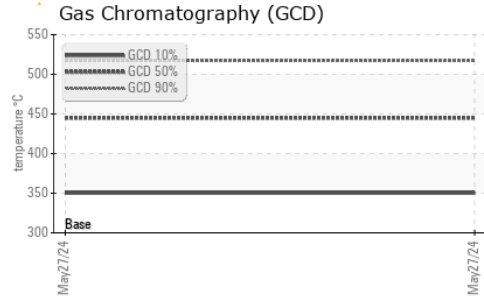 Gas Chromatography (GCD)
temperature °C
550
500
450
400
350
300
GCD 10%
GCD 50%
GCD 90%
Base
May27/24
May27/24